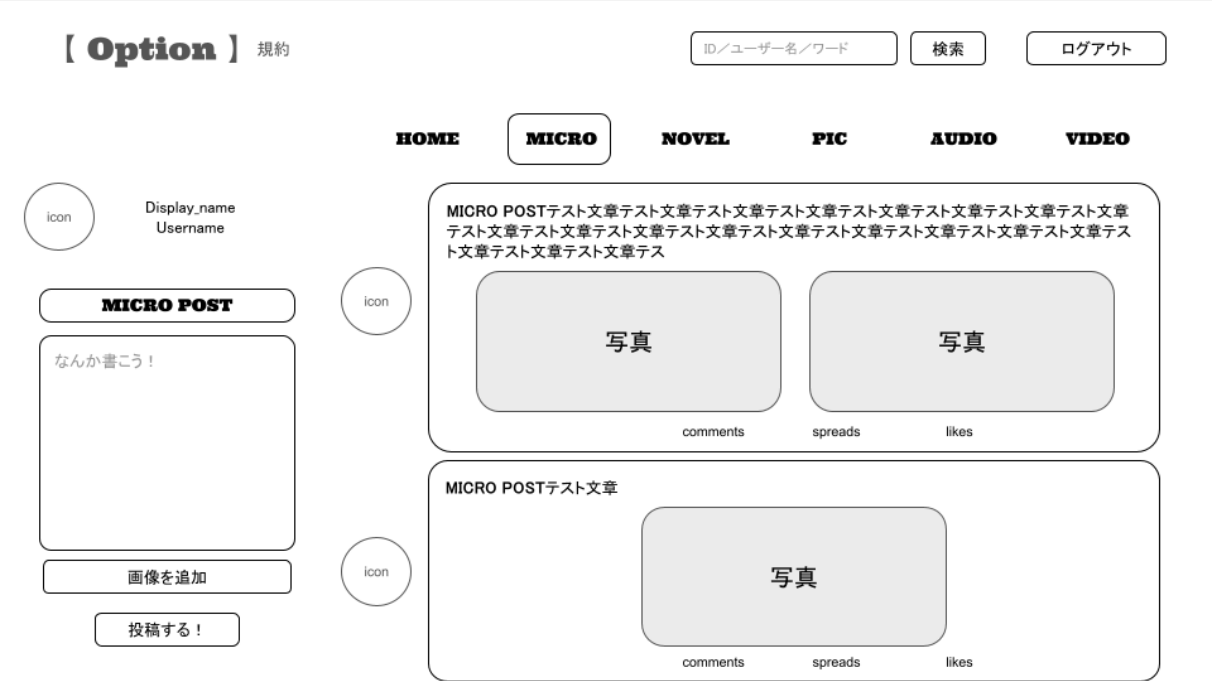 【 Option 】 規約
ID／ユーザー名／ワード
検索
ログアウト
HOME
MICRO
NOVEL
PIC
AUDIO
VIDEO
icon
Display_name
Username
MICRO POST
なんか書こう！
画像を追加
投稿する！
icon
MICRO POSTテスト文章テスト文章テスト文章テスト文章テスト文章テスト文章テスト文章テスト文章
テスト文章テスト文章テスト文章テスト文章テスト文章テスト文章テスト文章テスト文章テスト文章テス
ト文章テスト文章テスト文章テス
写真
写真
comments
spreads
likes
icon
MICRO POSTテスト文章
写真
comments
spreads
likes